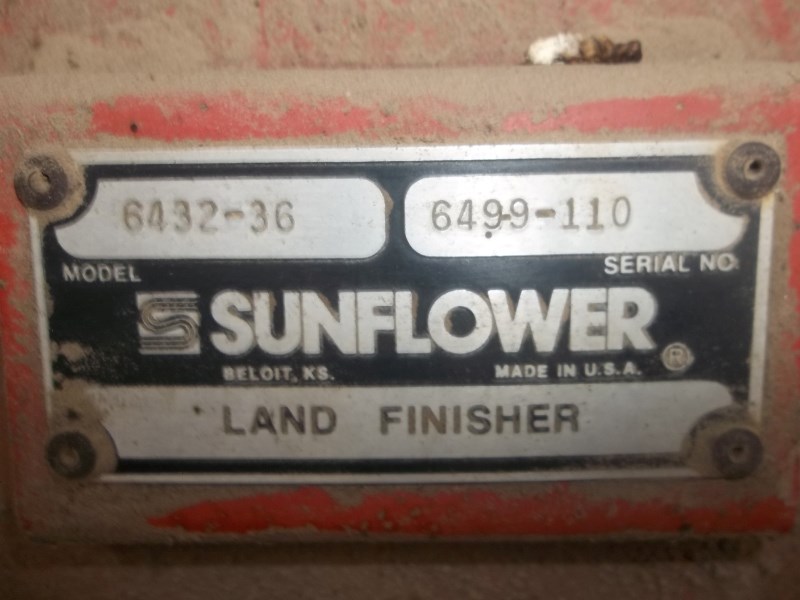 6432-36 6499-110
MODEL SERIAL NO.
SUNFLOWER ®
BELOIT, KS. MADE IN U.S.A.
LAND FINISHER